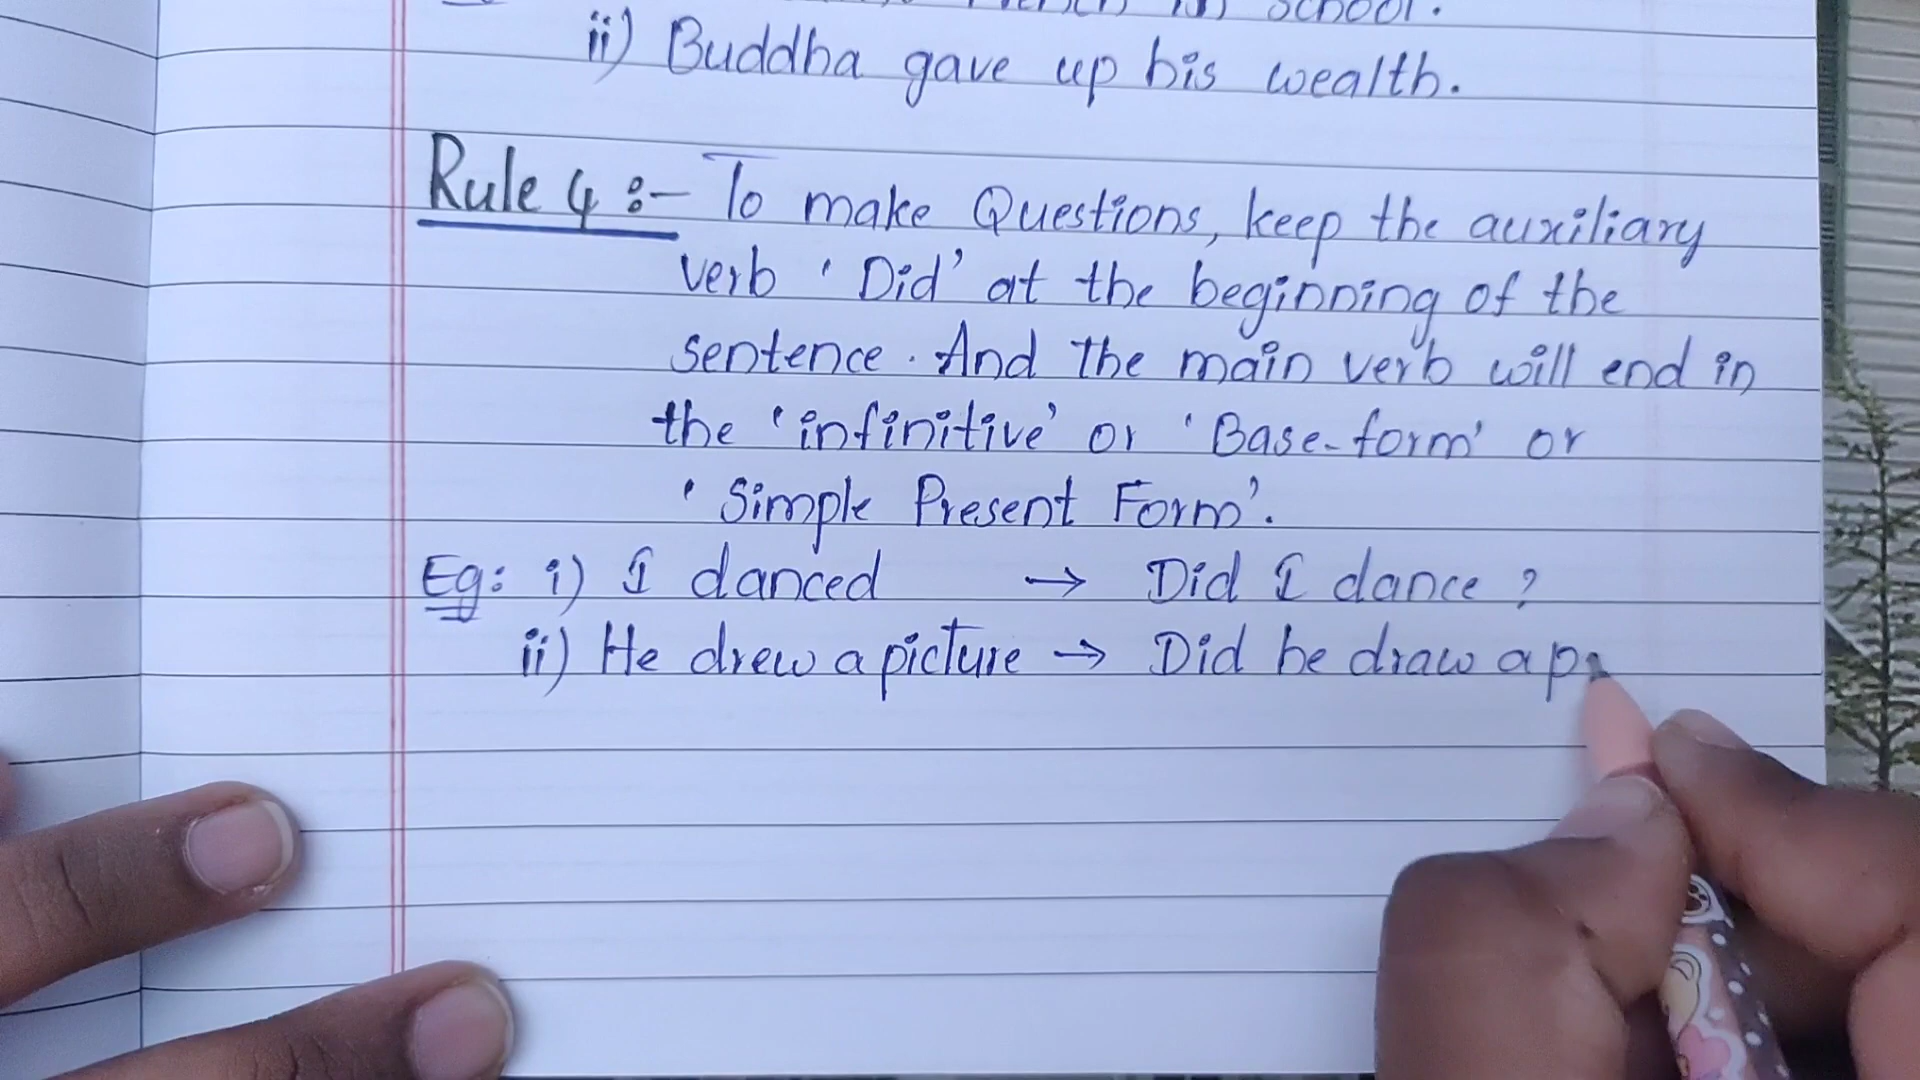 school.
ii) Buddha gave up his wealth.
Rule 4 :- To make Questions, keep the auxiliary
verb 'Did' at the beginning of the
sentence. And the main verb will end in
the 'infinitive' or 'Base-form' or
'Simple Present Form'.
Eg: i) I danced → Did I dance ?
ii) He drew a picture → Did he draw a p